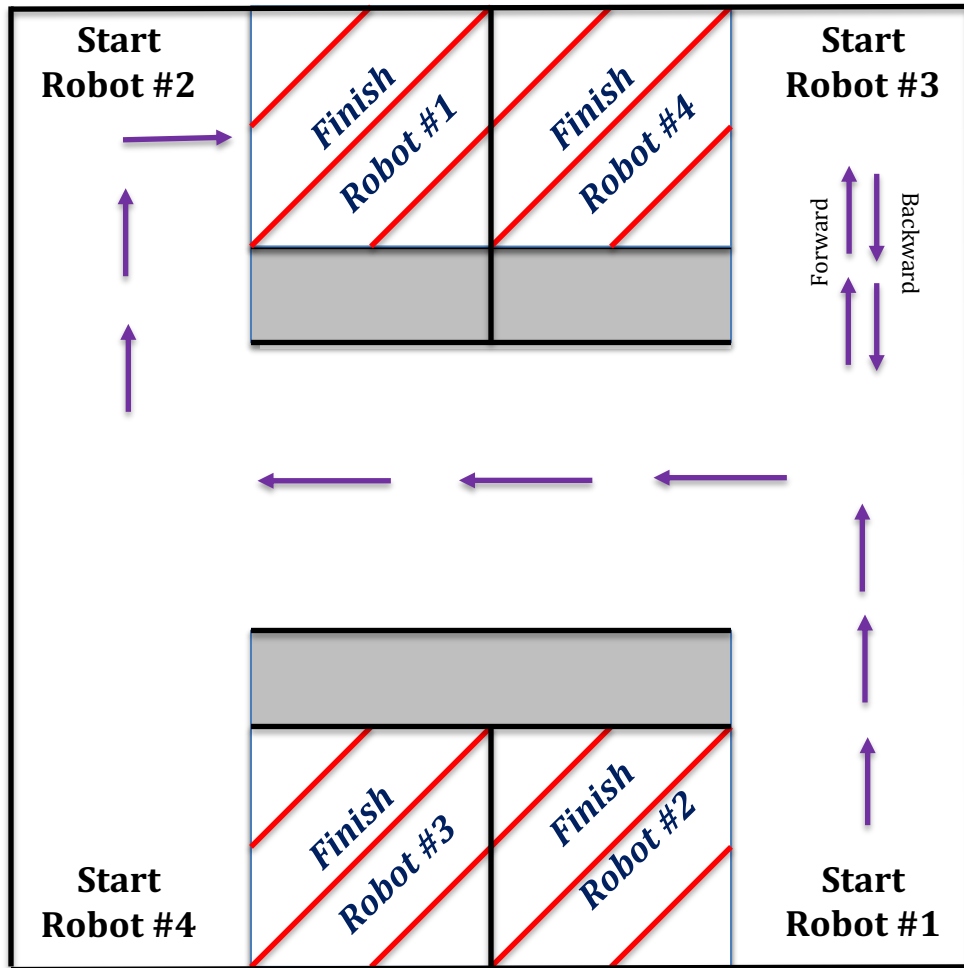 Start
Robot #2
Finish
Robot #1
Finish
Robot #4
Start
Robot #3
Forward
Backward
Start
Robot #4
Finish
Robot #3
Finish
Robot #2
Start
Robot #1